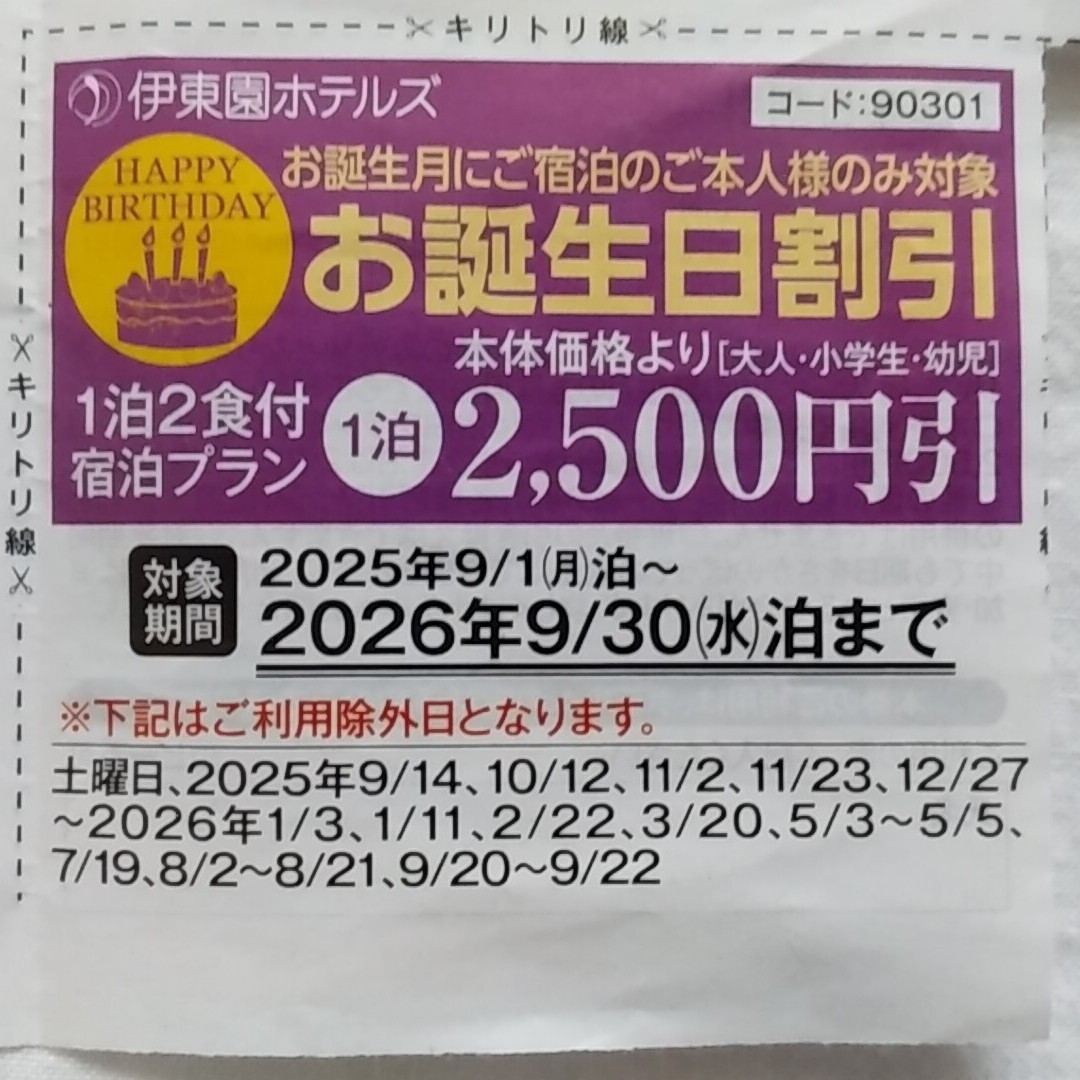 キリトリ線
キリトリ線
伊東園ホテルズ
コード:90301
HAPPY
BIRTHDAY
お誕生月にご宿泊のご本人様のみ対象
お誕生日割引
本体価格より[大人・小学生・幼児]
1泊2食付
宿泊プラン
1泊
2,500円引
対象
期間
2025年9/1㈪泊～
2026年9/30㈬泊まで
※下記はご利用除外日となります。
土曜日、2025年9/14、10/12、11/2、11/23、12/27
～2026年1/3、1/11、2/22、3/20、5/3～5/5、
7/19、8/2～8/21、9/20～9/22